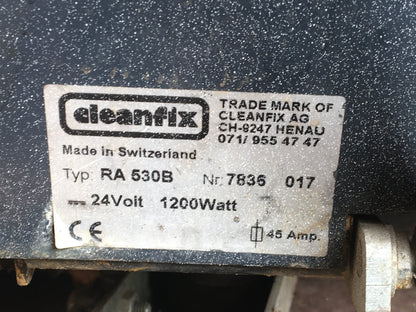 cleanfix
TRADE MARK OF
CLEANFIX AG
CH-9247 HENAU
071/ 955 47 47
Made in Switzerland
Typ: RA 530B Nr. 7836 017
24Volt 1200Watt
CE 45 Amp.